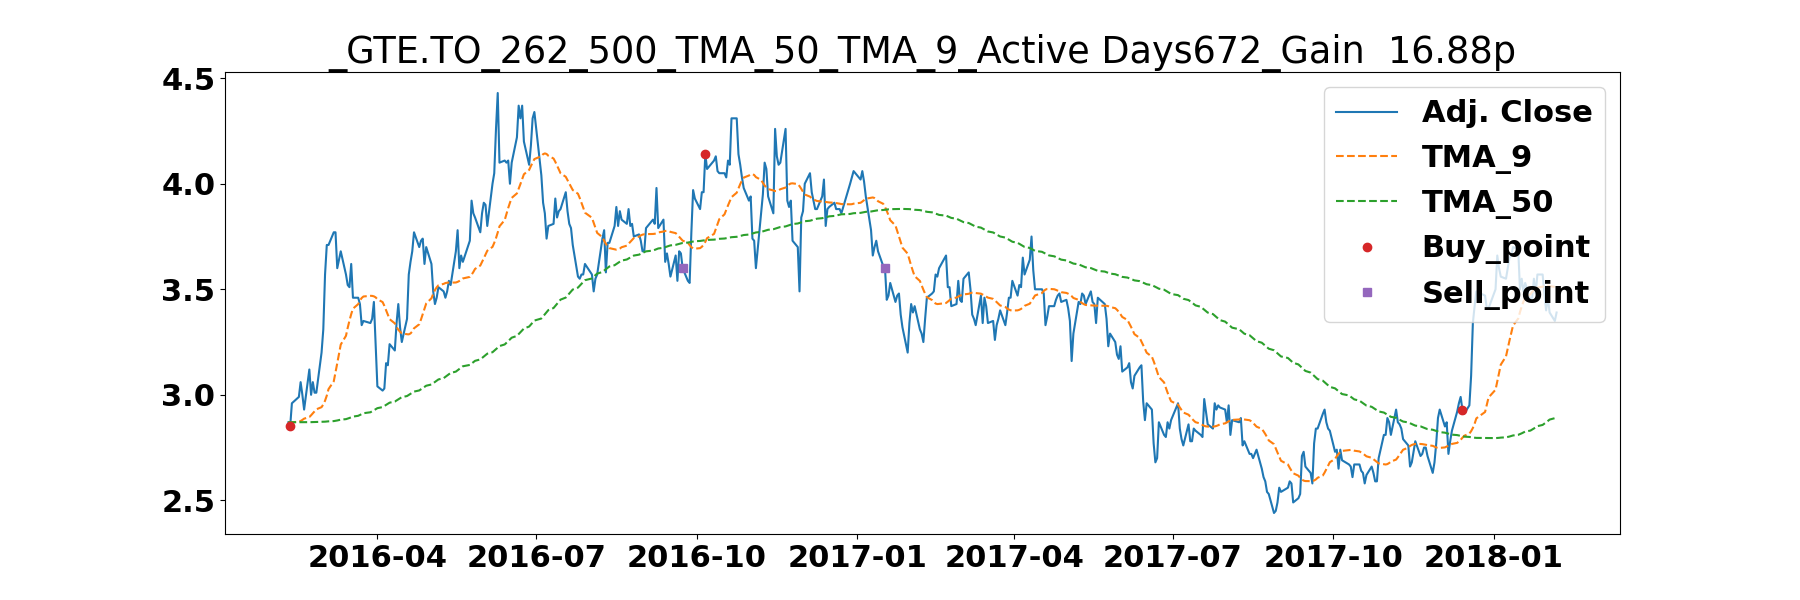 _GTE.TO_262_500_TMA_50_TMA_9_Active Days672_Gain  16.88p
4.5
4.0
3.5
3.0
2.5
Adj. Close
TMA_9
TMA_50
Buy_point
Sell_point
2016-04 2016-07 2016-10 2017-01 2017-04 2017-07 2017-10 2018-01